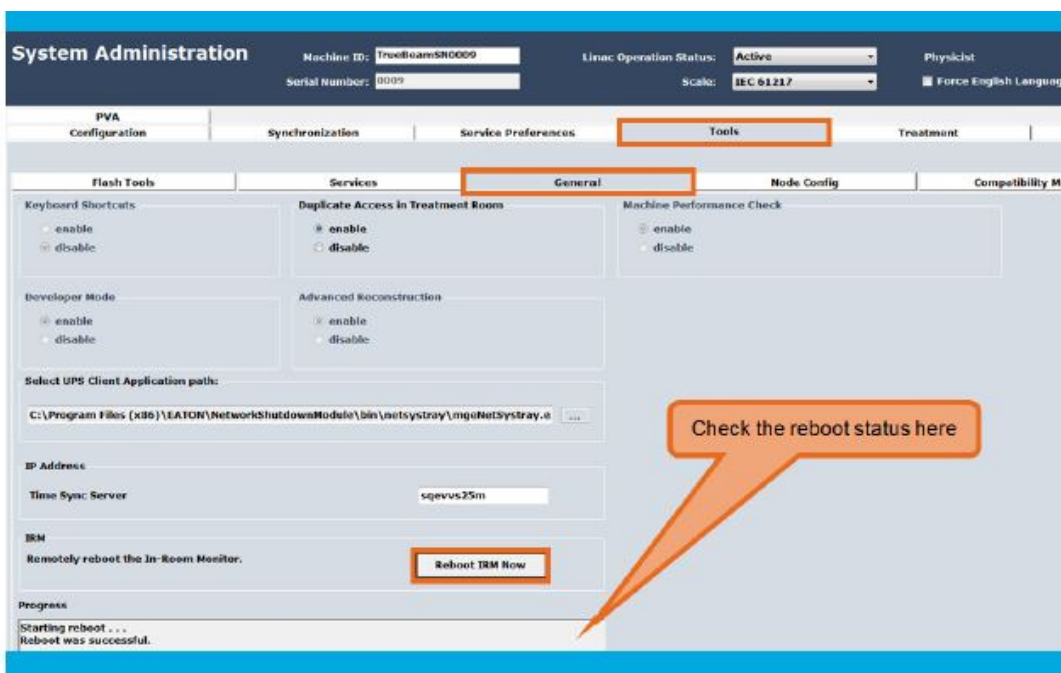 System Administration
Machine ID: TrueBeamSN0009
Linac Operation Status: Active
Physicist
Serial Number: 0009
Scale: IEC 61217
Force English Languag
PVA
Configuration
Synchronization
Service Preferences
Tools
Treatment
Flash Tools
Services
General
Node Config
Compatibility M
Keyboard Shortcuts
enable
disable
Duplicate Access in Treatment Room
enable
disable
Machine Performance Check
enable
disable
Developer Mode
enable
disable
Advanced Reconstruction
enable
disable
Select UPS Client Application path:
C:\Program Files (x86)\EATON\NetworkShutdownModule\bin\netsystray\mgeNetSystray.e ...
Check the reboot status here
IP Address
Time Sync Server
sqevvs25m
IRM
Remotely reboot the In-Room Monitor.
Reboot IRM Now
Progress
Starting reboot . . .
Reboot was successful.